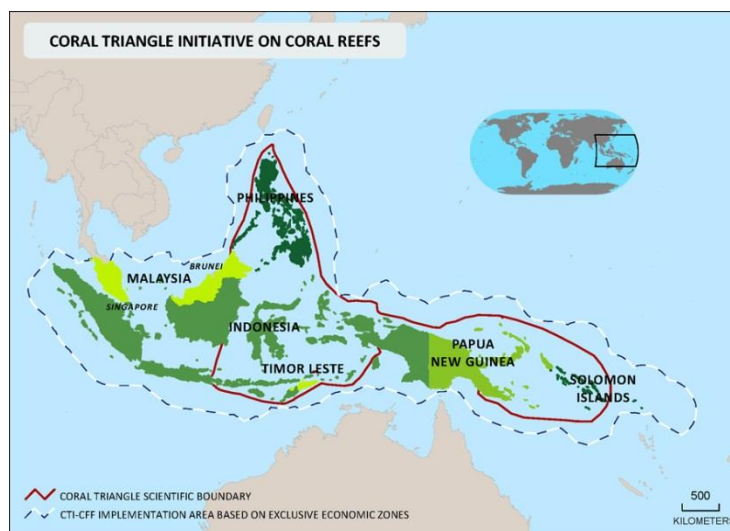 CORAL TRIANGLE INITIATIVE ON CORAL REEFS
PHILIPPINES
BRUNEI
MALAYSIA
SINGAPORE
INDONESIA
PAPUA
NEW GUINEA
TIMOR LESTE
SOLOMON
ISLANDS
CORAL TRIANGLE SCIENTIFIC BOUNDARY
CTI-CFF IMPLEMENTATION AREA BASED ON EXCLUSIVE ECONOMIC ZONES
500
KILOMETERS